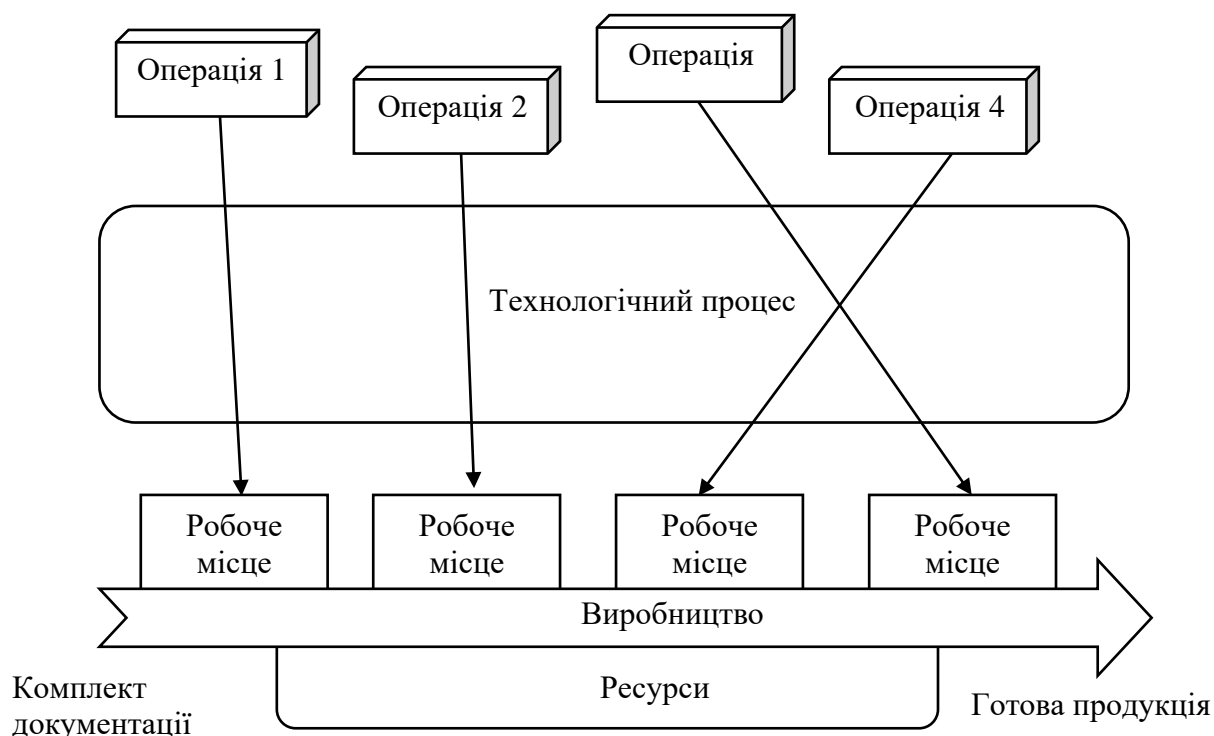 Операція 1
Операція 2
Операція
Операція 4
Технологічний процес
Робоче
місце
Робоче
місце
Робоче
місце
Робоче
місце
Виробництво
Комплект
документації
Ресурси
Готова продукція